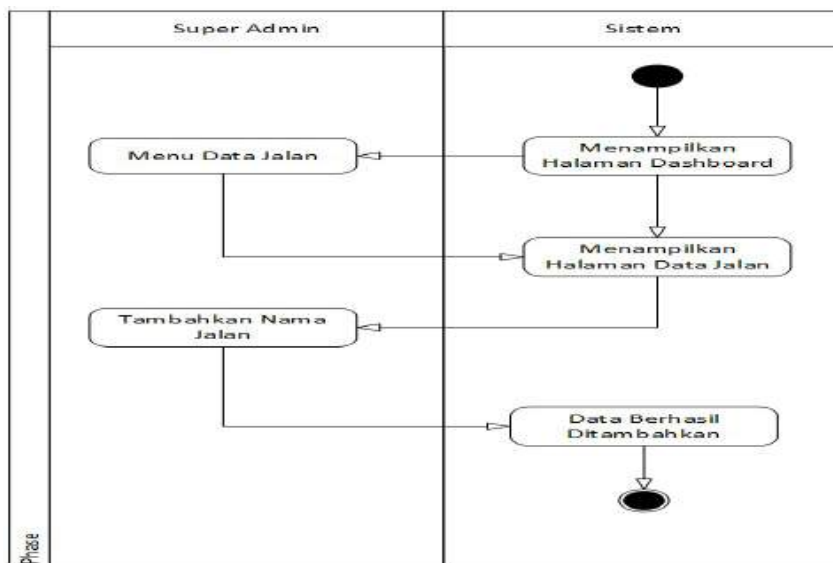 Super Admin
Sistem
Menampilkan
Halaman Dashboard
Menu Data Jalan
Menampilkan
Halaman Data Jalan
Tambahkan Nama
Jalan
Data Berhasil
Ditambahkan
Phase